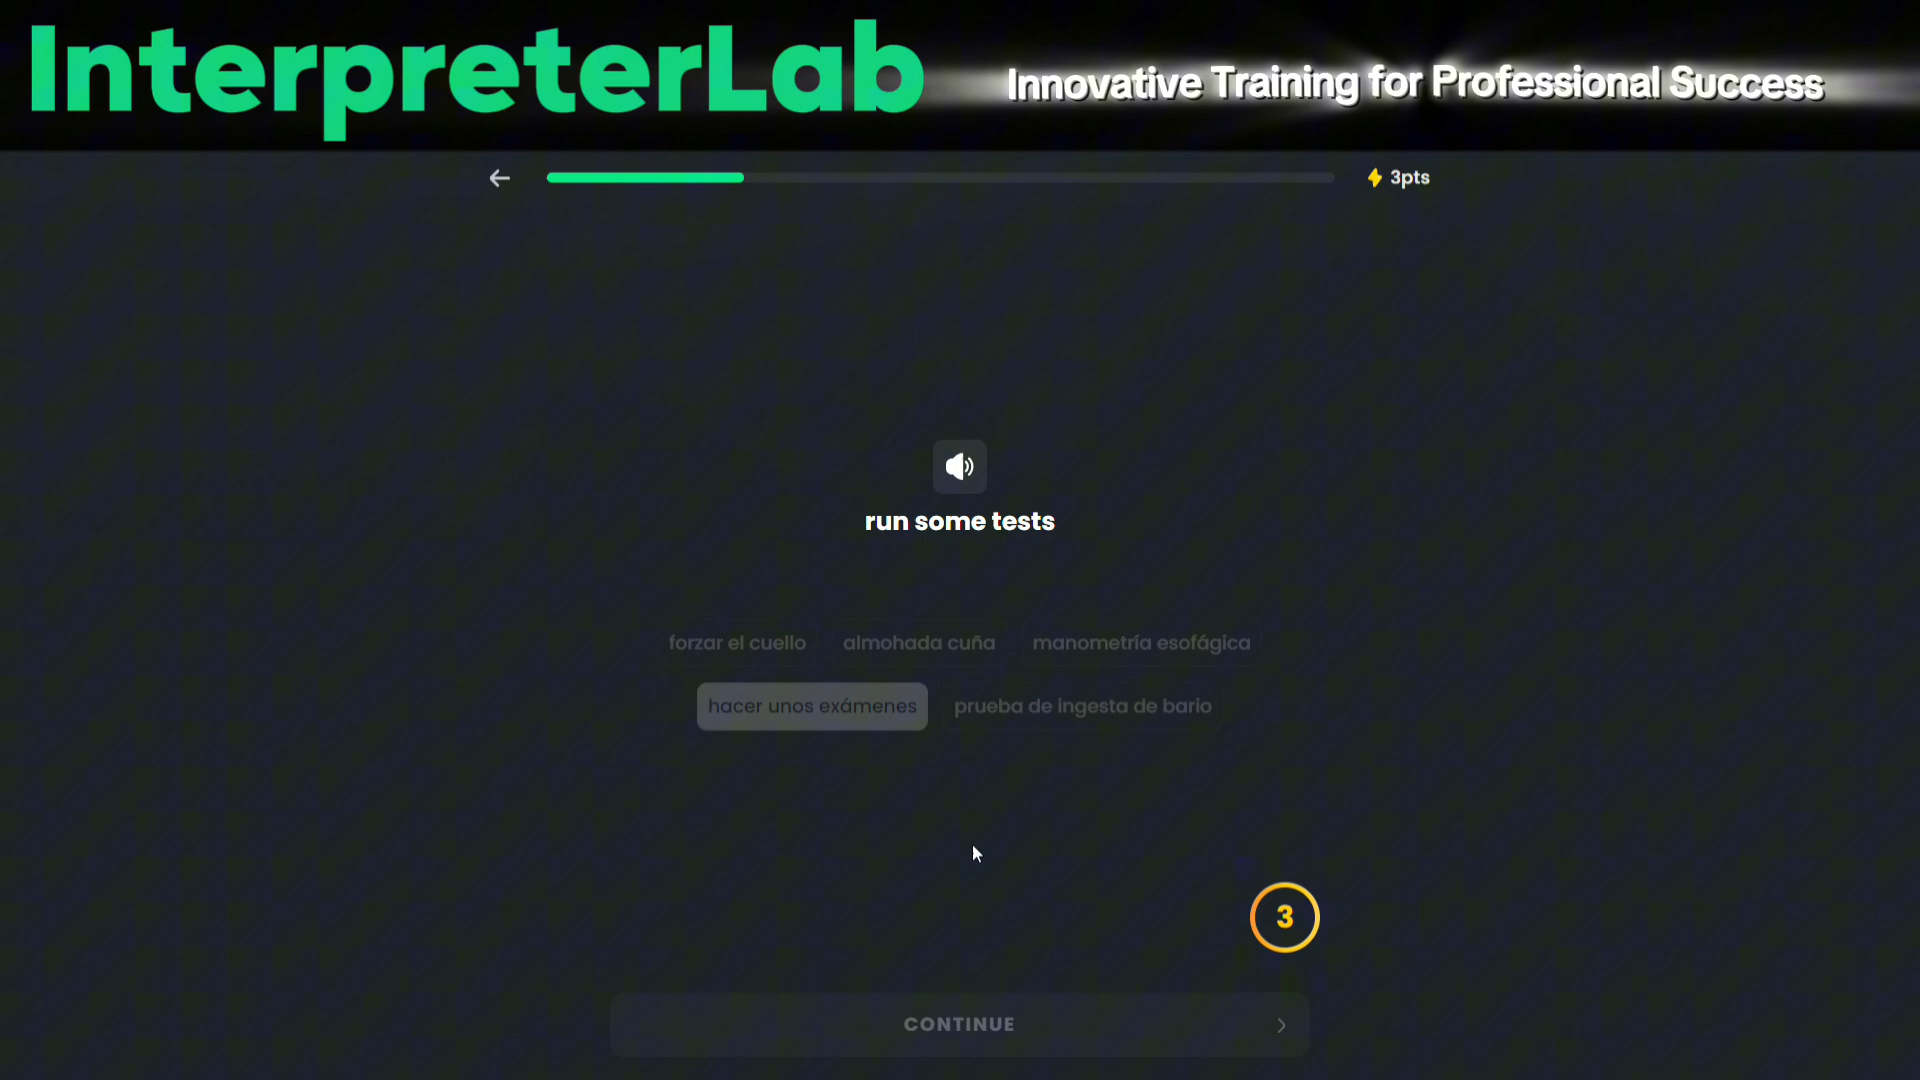 InterpreterLab
Innovative Training for Professional Success
3pts
run some tests
forzar el cuello
almohada cuña
manometría esofágica
hacer unos exámenes
prueba de ingesta de bario
3
CONTINUE